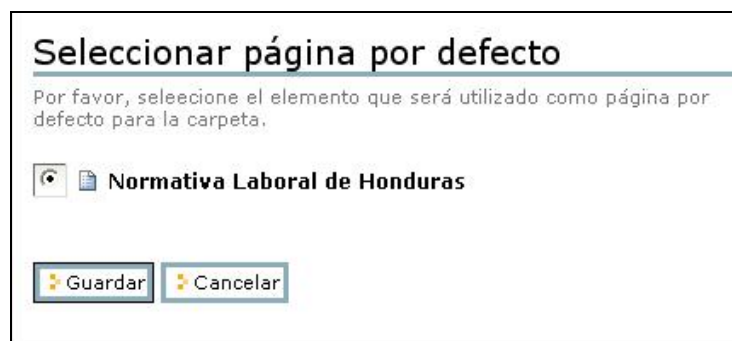 Seleccionar página por defecto
Por favor, seleecione el elemento que será utilizado como página por
defecto para la carpeta.
Normativa Laboral de Honduras
Guardar Cancelar